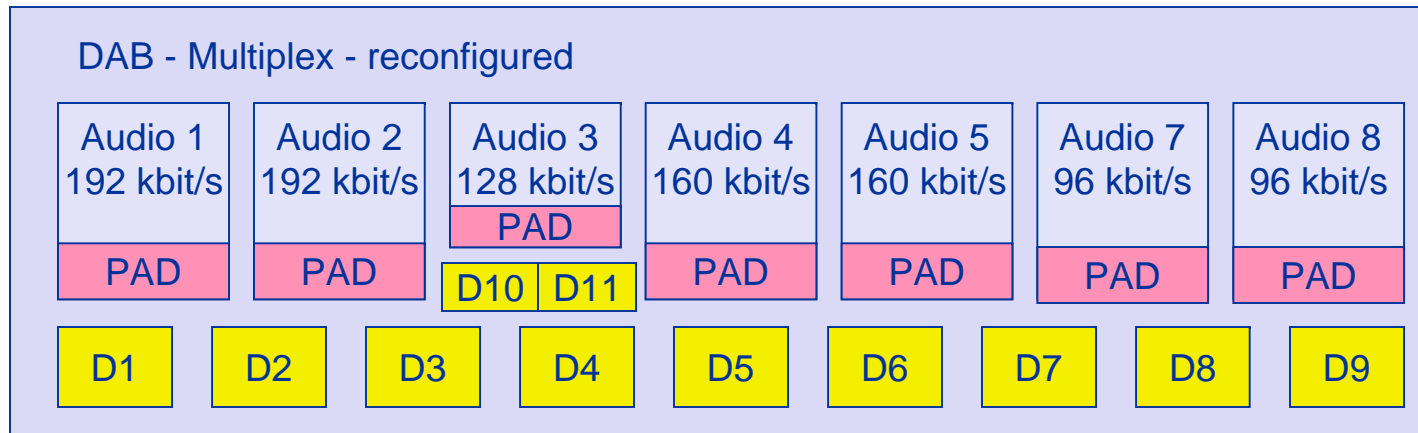 DAB - Multiplex - reconfigured
Audio 1
192 kbit/s
PAD
Audio 2
192 kbit/s
PAD
Audio 3
128 kbit/s
PAD
D10 D11
Audio 4
160 kbit/s
PAD
Audio 5
160 kbit/s
PAD
Audio 7
96 kbit/s
PAD
Audio 8
96 kbit/s
PAD
D1 D2 D3 D4 D5 D6 D7 D8 D9